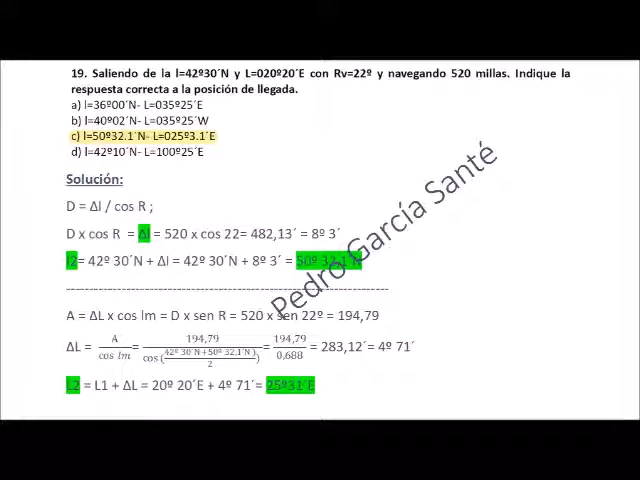 19. Saliendo de la l=42º30´N y L=020º20´E con Rv=22º y navegando 520 millas. Indique la
respuesta correcta a la posición de llegada.
a) l=36º00´N- L=035º25´E
b) l=40º02´N- L=035º25´W
c) l=50º32.1´N- L=025º3.1´E
d) l=42º10´N- L=100º25´E
Solución:
D = Δl / cos R ;
D x cos R = Δl = 520 x cos 22= 482,13´ = 8º 3´
l2= 42º 30´N + Δl = 42º 30´N + 8º 3´ = 50º 32,1´N
A = ΔL x cos lm = D x sen R = 520 x sen 22º = 194,79
ΔL = A / cos lm = 194,79 / cos (42º 30´N+50º 32,1´N / 2) = 194,79 / 0,688 = 283,12´= 4º 71´
L2 = L1 + ΔL = 20º 20´E + 4º 71´= 25º31´E
Pedro García Santé